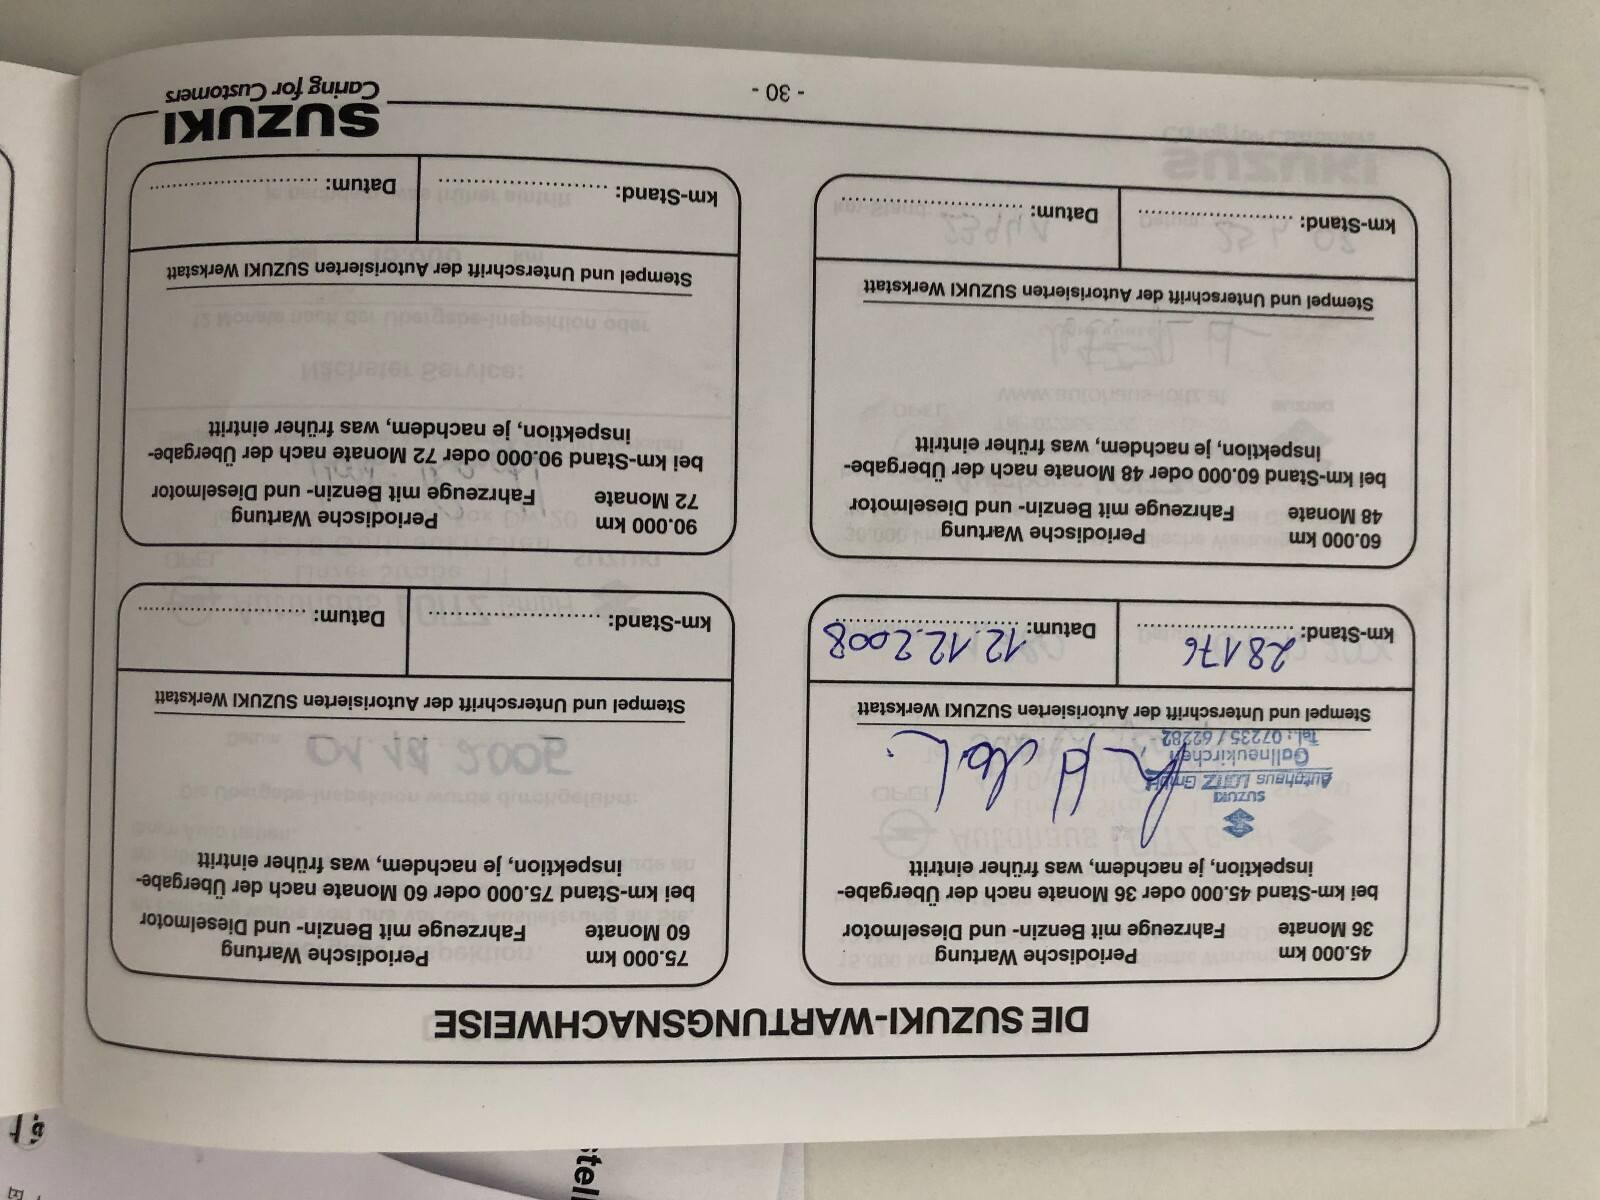 DIE SUZUKI-WARTUNGSNACHWEISE
45.000 km Periodische Wartung
36 Monate Fahrzeuge mit Benzin- und Dieselmotor
bei km-Stand 45.000 oder 36 Monate nach der Übergabe-
inspektion, je nachdem, was früher eintritt
SUZUKI
Autohaus LOITZ GmbH
Gallneukirchen
Tel.: 07235 / 62282
Stempel und Unterschrift der Autorisierten SUZUKI Werkstatt
km-Stand: 28176 Datum: 12.12.2008
75.000 km Periodische Wartung
60 Monate Fahrzeuge mit Benzin- und Dieselmotor
bei km-Stand 75.000 oder 60 Monate nach der Übergabe-
inspektion, je nachdem, was früher eintritt
Stempel und Unterschrift der Autorisierten SUZUKI Werkstatt
km-Stand: Datum:
60.000 km Periodische Wartung
48 Monate Fahrzeuge mit Benzin- und Dieselmotor
bei km-Stand 60.000 oder 48 Monate nach der Übergabe-
inspektion, je nachdem, was früher eintritt
Stempel und Unterschrift der Autorisierten SUZUKI Werkstatt
km-Stand: Datum:
90.000 km Periodische Wartung
72 Monate Fahrzeuge mit Benzin- und Dieselmotor
bei km-Stand 90.000 oder 72 Monate nach der Übergabe-
inspektion, je nachdem, was früher eintritt
Stempel und Unterschrift der Autorisierten SUZUKI Werkstatt
km-Stand: Datum:
- 30 -
SUZUKI
Caring for Customers